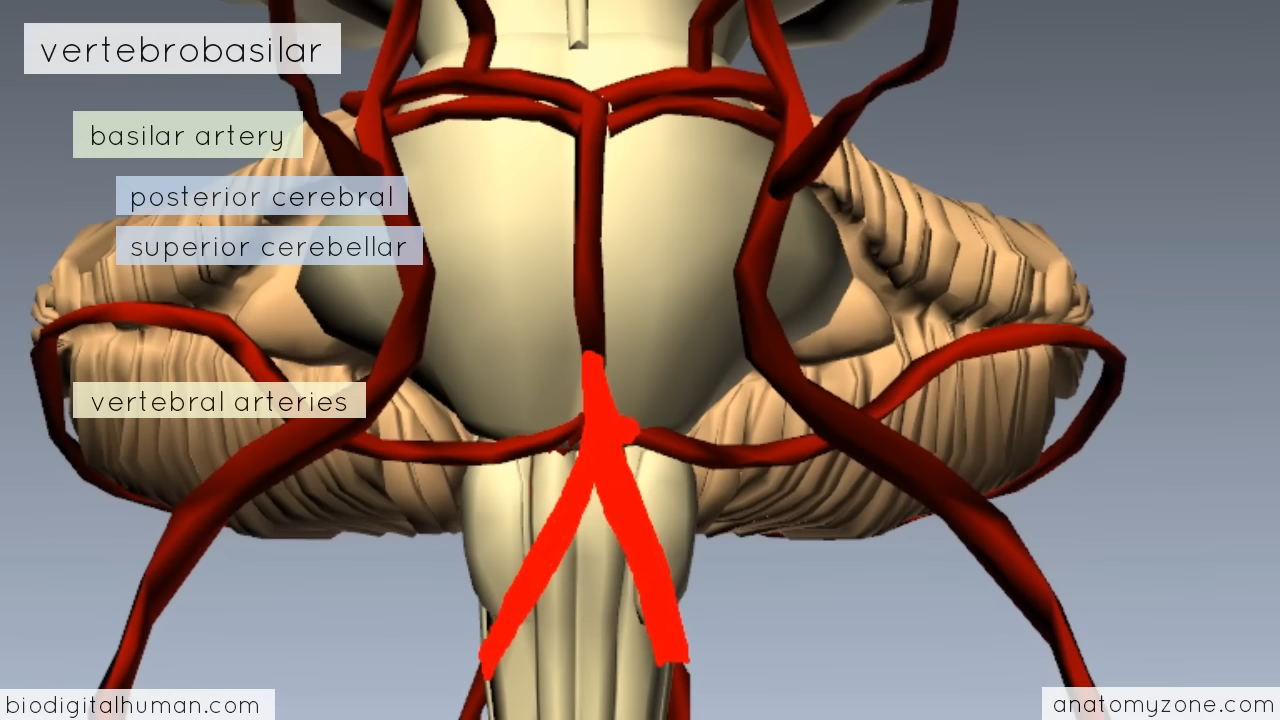 vertebrobasilar
basilar artery
posterior cerebral
superior cerebellar
vertebral arteries
biodigitalhuman.com
anatomyzone.com